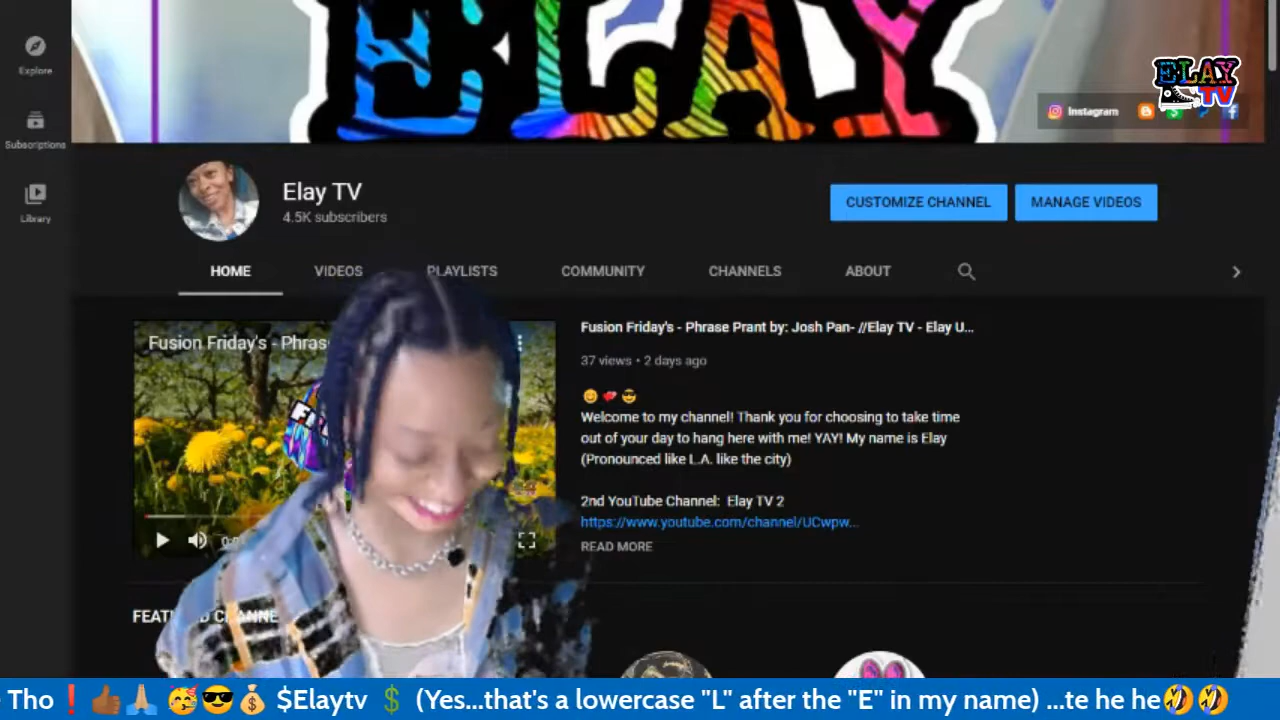 ELAY
Explore
ELAY
TV
Instagram
Subscriptions
Elay TV
4.5K subscribers
CUSTOMIZE CHANNEL
MANAGE VIDEOS
Library
HOME
VIDEOS
PLAYLISTS
COMMUNITY
CHANNELS
ABOUT
Fusion Friday's - Phras
Fusion Friday's - Phrase Prant by: Josh Pan- //Elay TV - Elay U...
37 views • 2 days ago
😊 💕 😎
Welcome to my channel! Thank you for choosing to take time
out of your day to hang here with me! YAY! My name is Elay
(Pronounced like L.A. like the city)
2nd YouTube Channel: Elay TV 2
https://www.youtube.com/channel/UCwpw...
READ MORE
Tho❗👍🏾🙏🏽 🥳😎💰 $Elaytv 💲 (Yes...that's a lowercase "L" after the "E" in my name) ...te he he🤣🤣